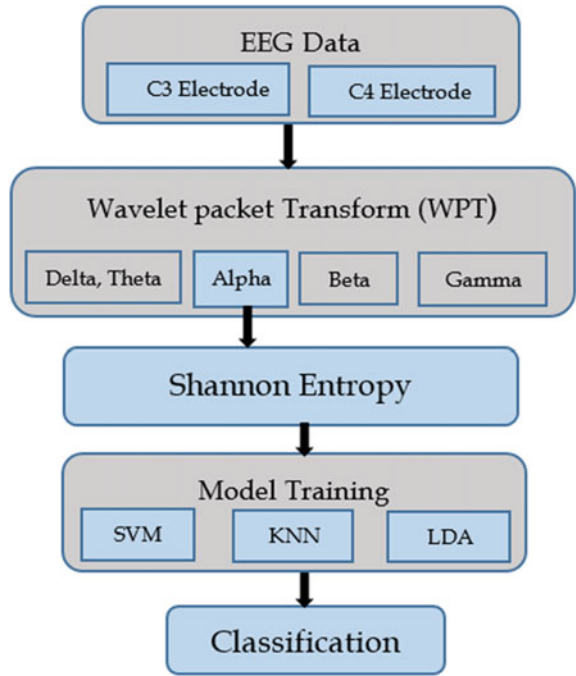 EEG Data
C3 Electrode
C4 Electrode
Wavelet packet Transform (WPT)
Delta, Theta
Alpha
Beta
Gamma
Shannon Entropy
Model Training
SVM
KNN
LDA
Classification